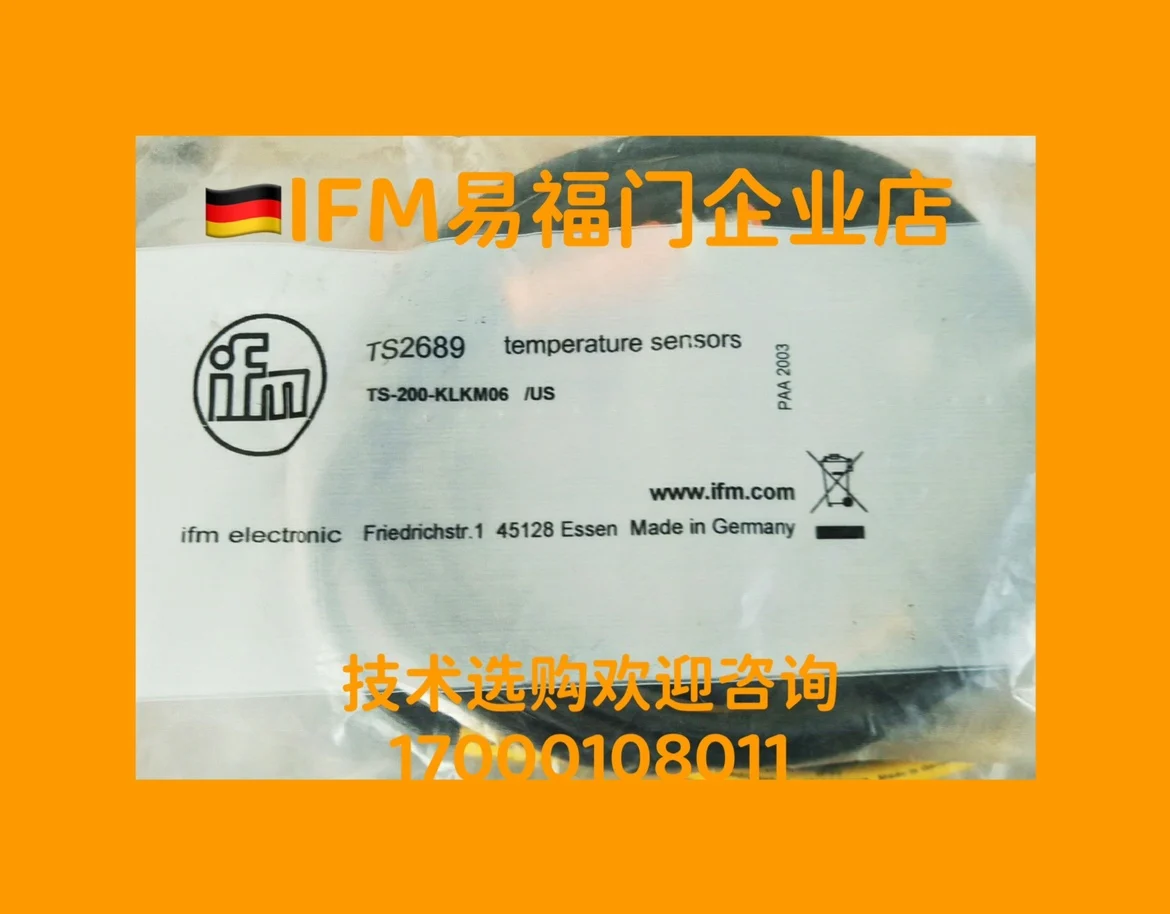 🇩🇪IFM易福门企业店
ifm
TS2689 temperature sensors
TS-200-KLKM06 /US
PAA 2003
www.ifm.com
ifm electronic Friedrichstr.1 45128 Essen Made in Germany
技术选购欢迎咨询
17000108011